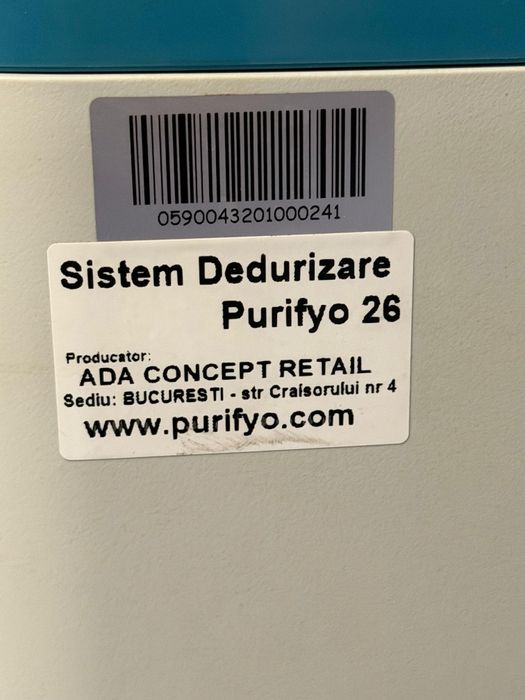 0590043201000241
Sistem Dedurizare
Purifyo 26
Producator:
ADA CONCEPT RETAIL
Sediu: BUCURESTI - str Craisorului nr 4
www.purifyo.com